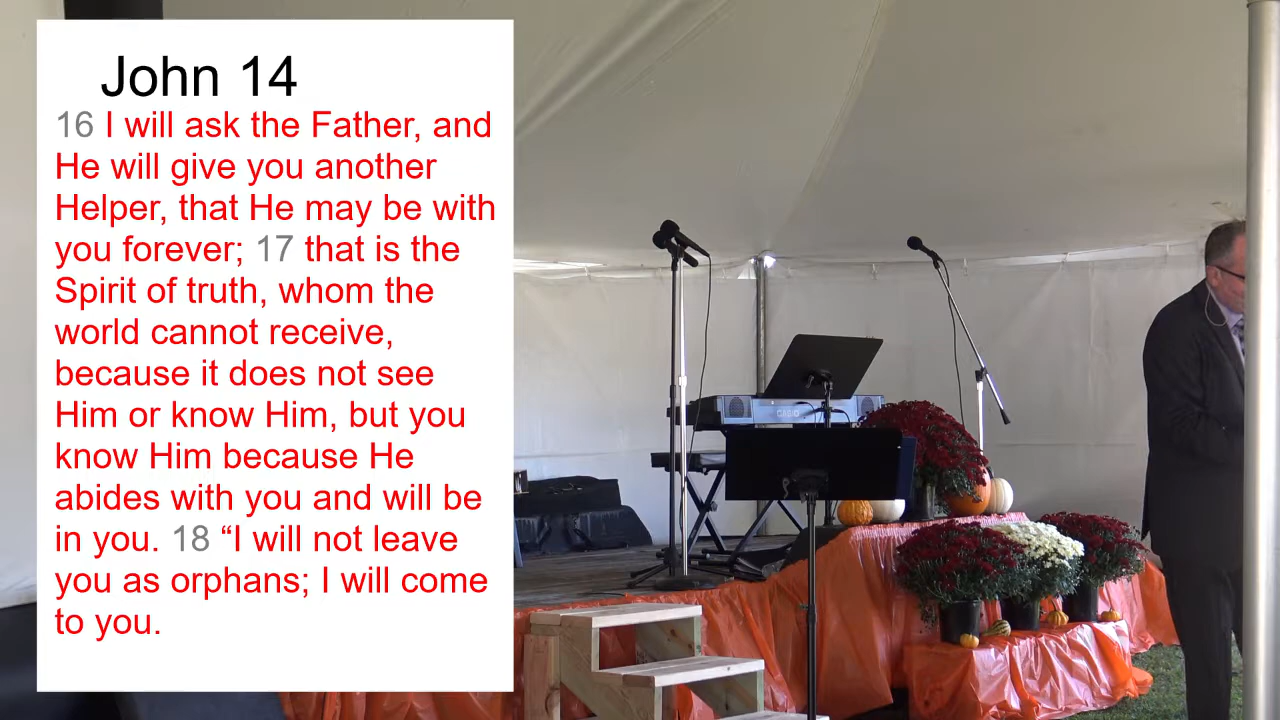 John 14
16 I will ask the Father, and
He will give you another
Helper, that He may be with
you forever; 17 that is the
Spirit of truth, whom the
world cannot receive,
because it does not see
Him or know Him, but you
know Him because He
abides with you and will be
in you. 18 “I will not leave
you as orphans; I will come
to you.
CASIO